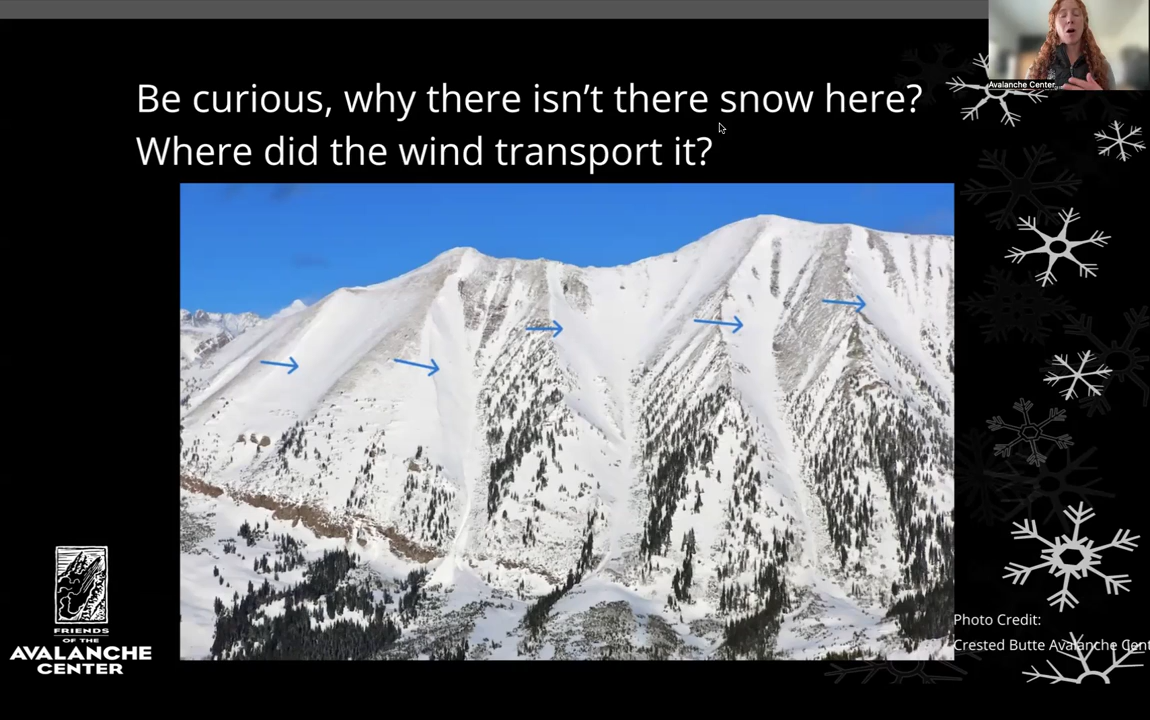 Avalanche Center...
Be curious, why there isn’t there snow here?
Where did the wind transport it?
FRIENDS
OF THE
AVALANCHE
CENTER
Photo Credit:
Crested Butte Avalanche Cent